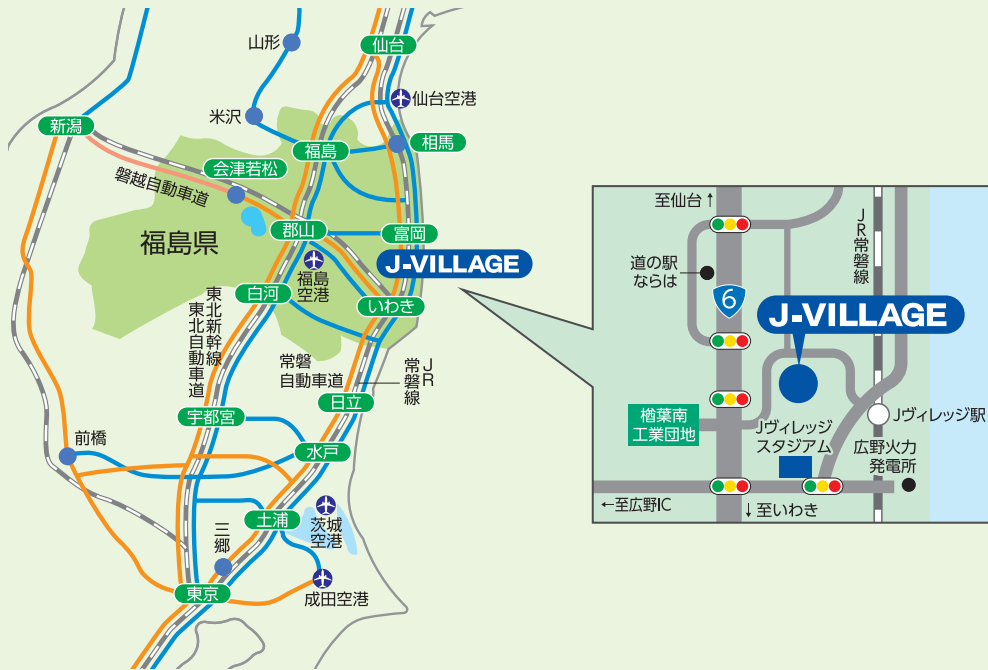 山形
仙台
仙台空港
米沢
新潟
相馬
福島
会津若松
磐越自動車道
郡山
富岡
福島県
J-VILLAGE
福島
空港
白河
いわき
東北新幹線
東北自動車道
常磐
自動車道
JR
常磐線
日立
宇都宮
前橋
水戸
土浦
茨城
空港
三郷
東京
成田空港
至仙台↑
JR常磐線
道の駅
ならは
6
J-VILLAGE
楢葉南
工業団地
Jヴィレッジ
スタジアム
Jヴィレッジ駅
広野火力
発電所
←至広野IC
↓至いわき